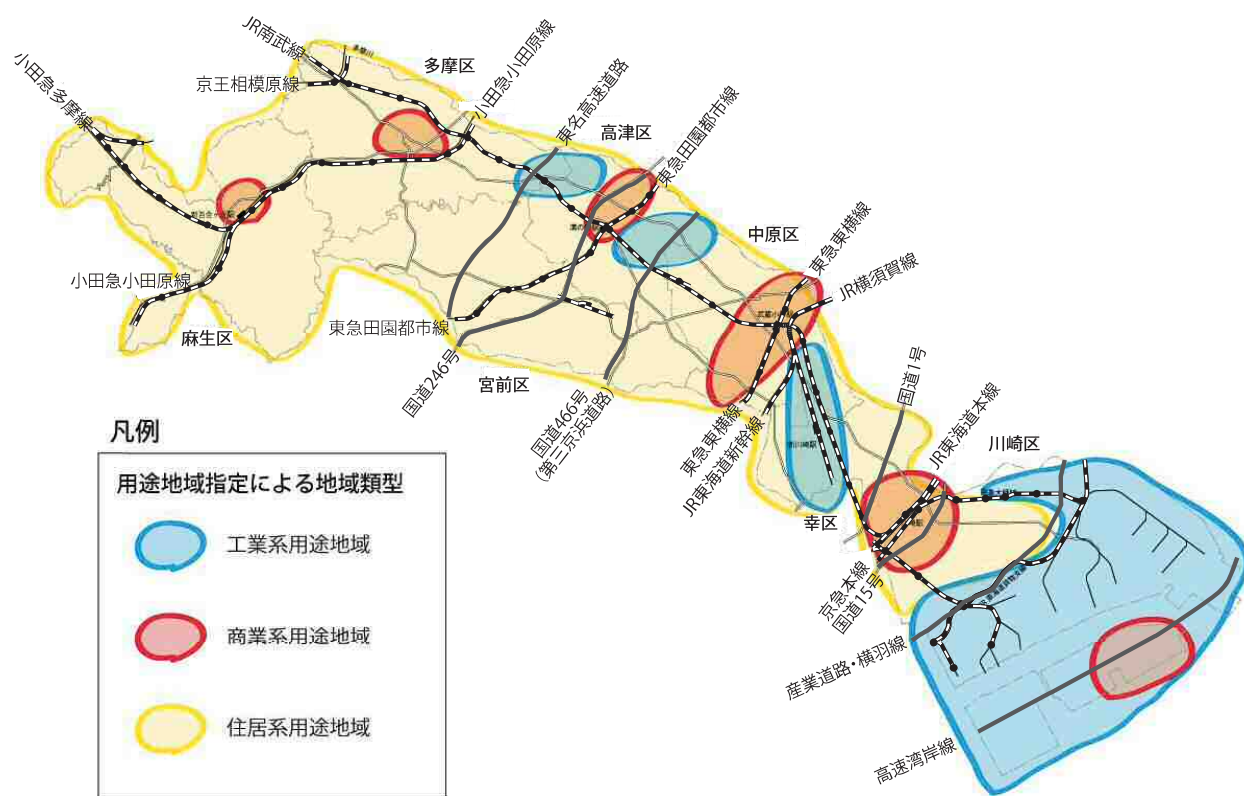 JR南武線
多摩川
多摩区
小田急小田原線
京王相模原線
小田急多摩線
東名高速道路
高津区
東急田園都市線
中原区
東急東横線
JR横須賀線
小田急小田原線
麻生区
東急田園都市線
国道246号
宮前区
国道466号
(第三京浜道路)
東急東横線
JR東海道新幹線
国道1号
JR東海道本線
川崎区
幸区
京急本線
国道15号
産業道路・横羽線
高速湾岸線
凡例
用途地域指定による地域類型
工業系用途地域
商業系用途地域
住居系用途地域